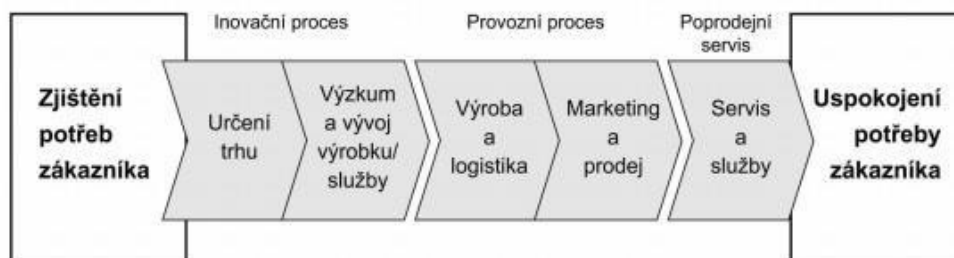 Inovační proces
Provozní proces
Poprodejní
servis
Zjištění
potřeb
zákazníka
Určení
trhu
Výzkum
a vývoj
výrobku/
služby
Výroba
a
logistika
Marketing
a
prodej
Servis
a
služby
Uspokojení
potřeby
zákazníka